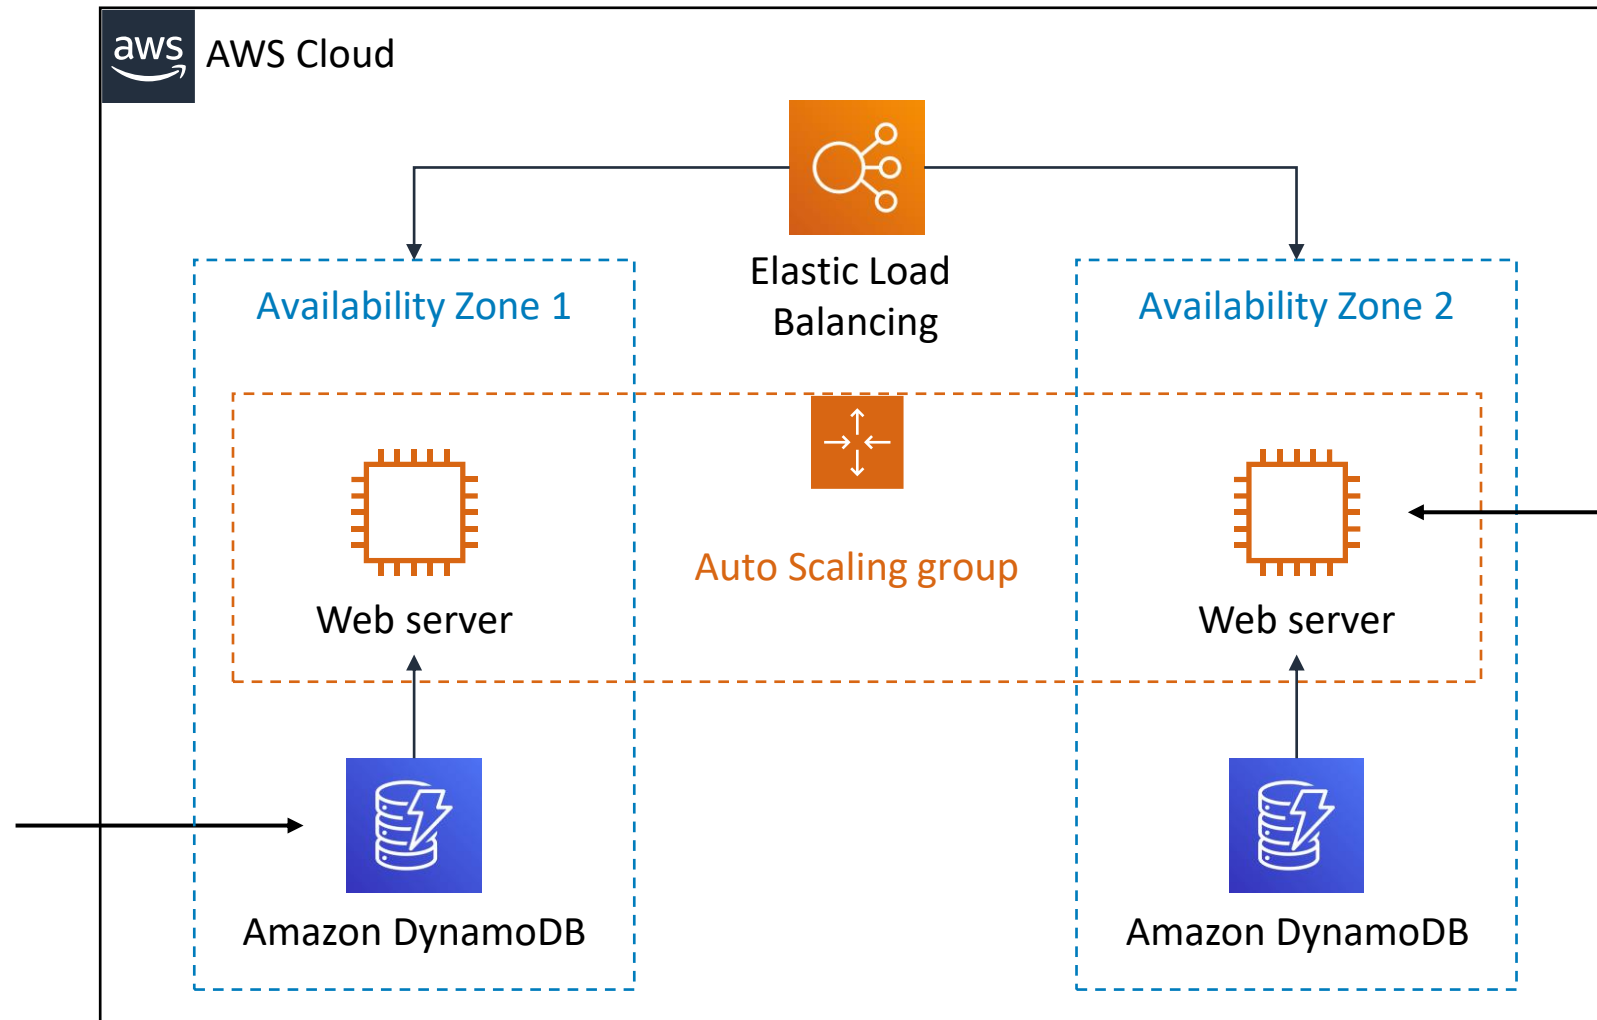 aws
AWS Cloud
Elastic Load
Balancing
Availability Zone 1
Availability Zone 2
Auto Scaling group
Web server
Web server
Amazon DynamoDB
Amazon DynamoDB